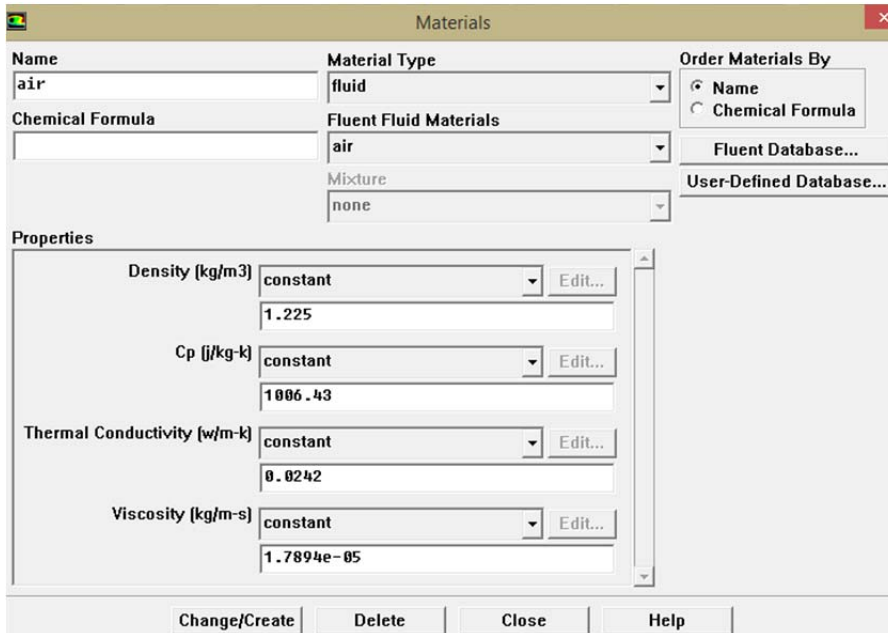 Materials
Name
air
Material Type
fluid
Order Materials By
Name
Chemical Formula
Chemical Formula
Fluent Fluid Materials
air
Fluent Database...
Mixture
none
User-Defined Database...
Properties
Density (kg/m3) constant Edit...
1.225
Cp (j/kg-k) constant Edit...
1006.43
Thermal Conductivity (w/m-k) constant Edit...
0.0242
Viscosity (kg/m-s) constant Edit...
1.7894e-05
Change/Create Delete Close Help